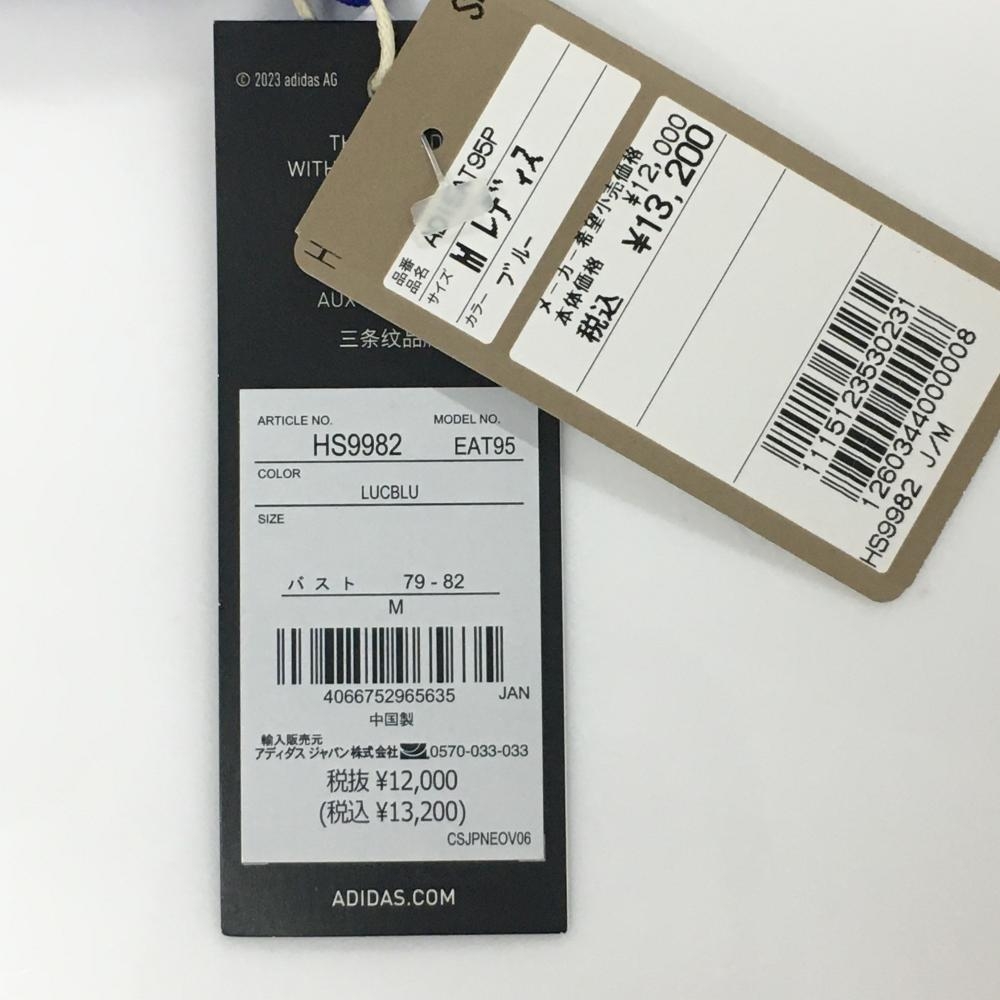 © 2023 adidas AG
WITH
AUX
三条纹品
ARTICLE NO. MODEL NO.
HS9982 EAT95
COLOR
LUCBLU
SIZE
バスト 79 - 82
M
4066752965635 JAN
中国製
輸入販売元
アディダス ジャパン株式会社 0570-033-033
税抜 ¥12,000
(税込 ¥13,200)
CSJPNEOV06
ADIDAS.COM
H
品番
品名 AT95P
サイズ M レディス
カラー ブルー
メーカー希望小売価格
本体価格 ¥12,000
税込 ¥13,200
1115123530231
1260344000008
HS9982 J/M